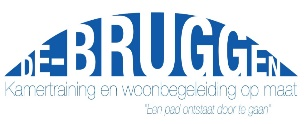 DE-BRUGGEN
Kamertraining en woonbegeleiding op maat
"Een pad ontstaat door te gaan"